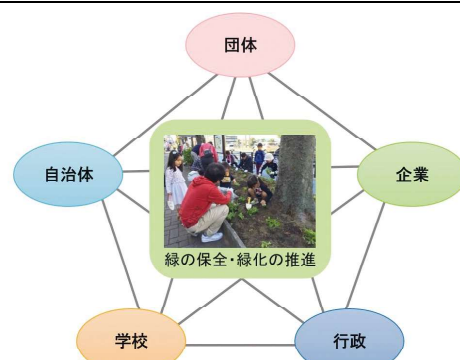 団体
自治体
企業
緑の保全・緑化の推進
学校
行政